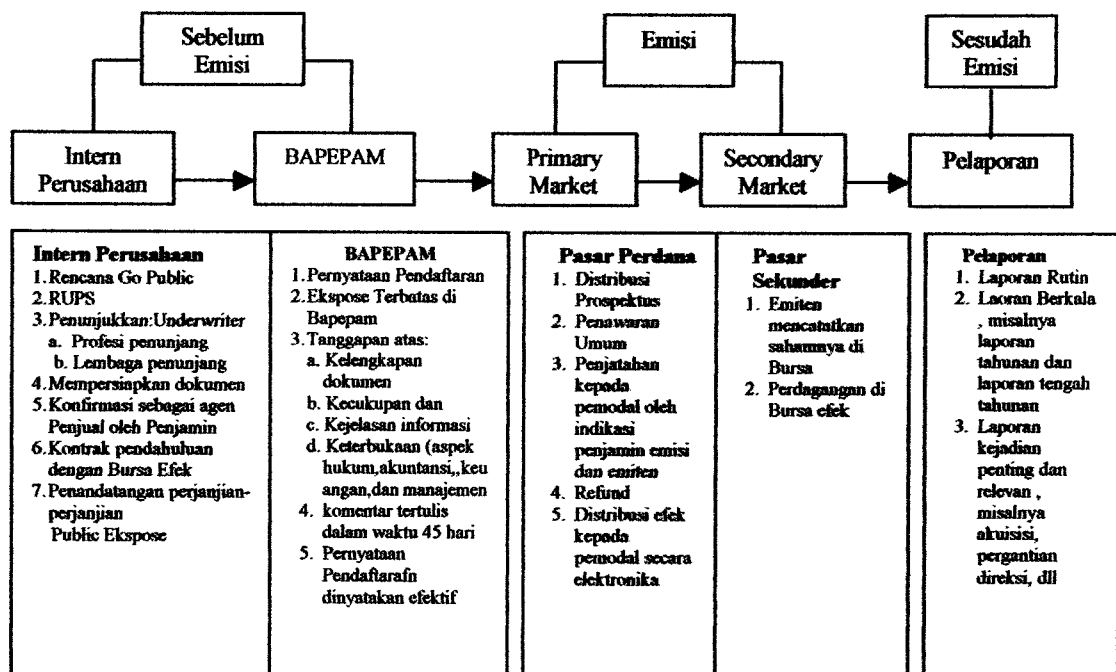 Sebelum
Emisi
Emisi
Sesudah
Emisi
Intern
Perusahaan
BAPEPAM
Primary
Market
Secondary
Market
Pelaporan
Intern Perusahaan
1. Rencana Go Public
2. RUPS
3. Penunjukkan:Underwriter
a. Profesi penunjang
b. Lembaga penunjang
4. Mempersiapkan dokumen
5. Konfirmasi sebagai agen
Penjual oleh Penjamin
6. Kontrak pendahuluan
dengan Bursa Efek
7. Penandatangan perjanjian-
perjanjian
Public Ekspose
BAPEPAM
1. Pernyataan Pendaftaran
2. Ekspose Terbatas di
Bapepam
3. Tanggapan atas:
a. Kelengkapan
dokumen
b. Kecukupan dan
c. Kejelasan informasi
d. Keterbukaan (aspek
hukum,akuntansi,,keu
angan,dan manajemen
4. komentar tertulis
dalam waktu 45 hari
5. Pernyataan
Pendaftarafn
dinyatakan efektif
Pasar Perdana
1. Distribusi
Prospektus
2. Penawaran
Umum
3. Penjatahan
kepada
pemodal oleh
indikasi
penjamin emisi
dan emiten
4. Refund
5. Distribusi efek
kepada
pemodal secara
elektronika
Pasar
Sekunder
1. Emiten
mencatatkan
sahamnya di
Bursa
2. Perdagangan di
Bursa efek
Pelaporan
1. Laporan Rutin
2. Laoran Berkala
, misalnya
laporan
tahunan dan
laporan tengah
tahunan
3. Laporan
kejadian
penting dan
relevan ,
misalnya
akuisisi,
pergantian
direksi, dll